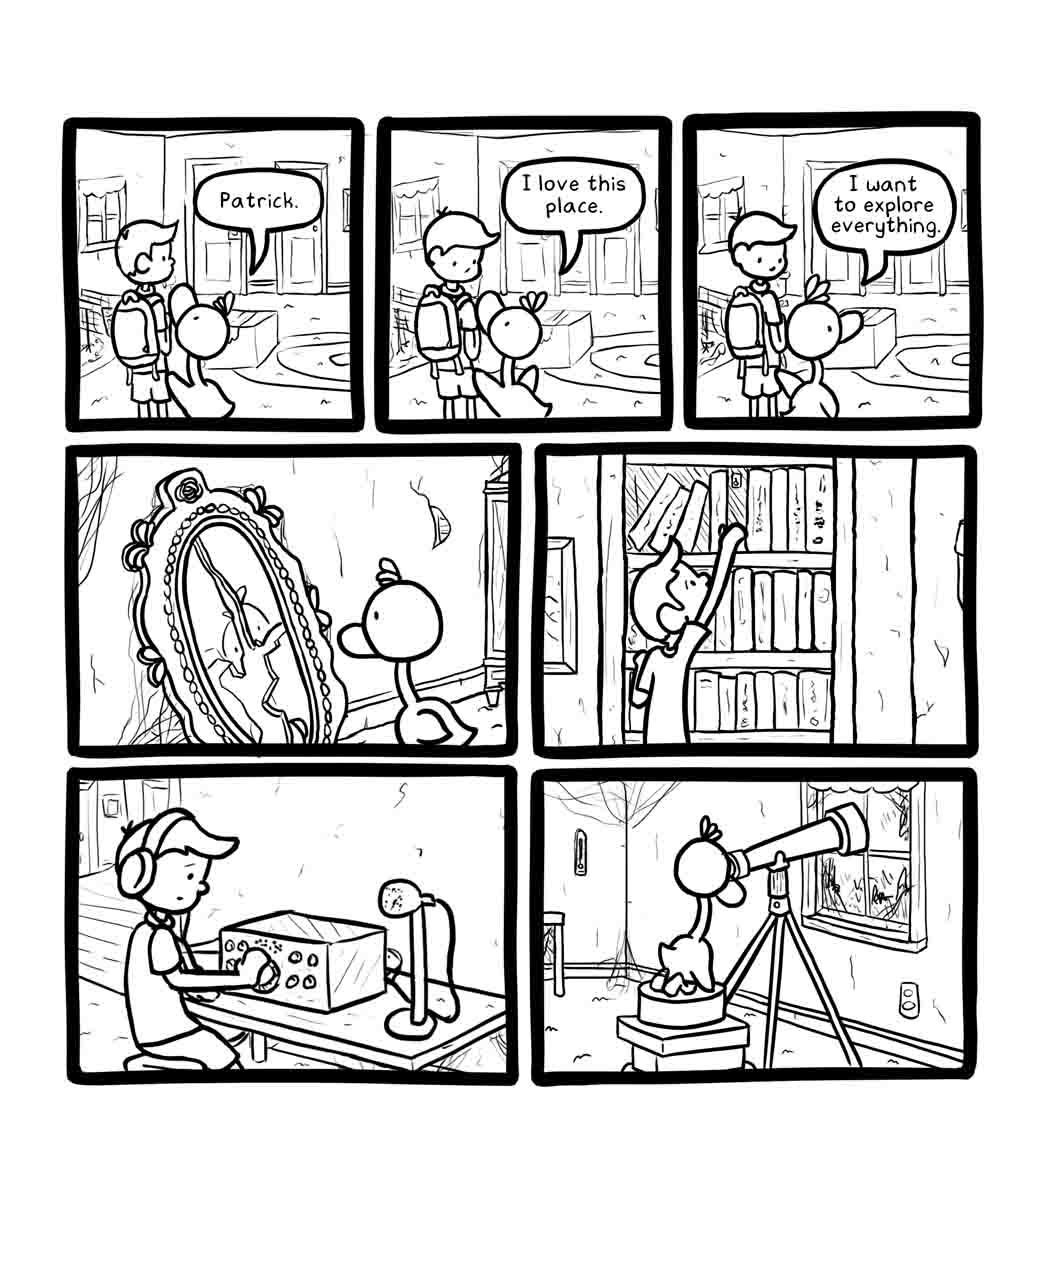 Patrick.
I love this
place.
I want
to explore
everything.